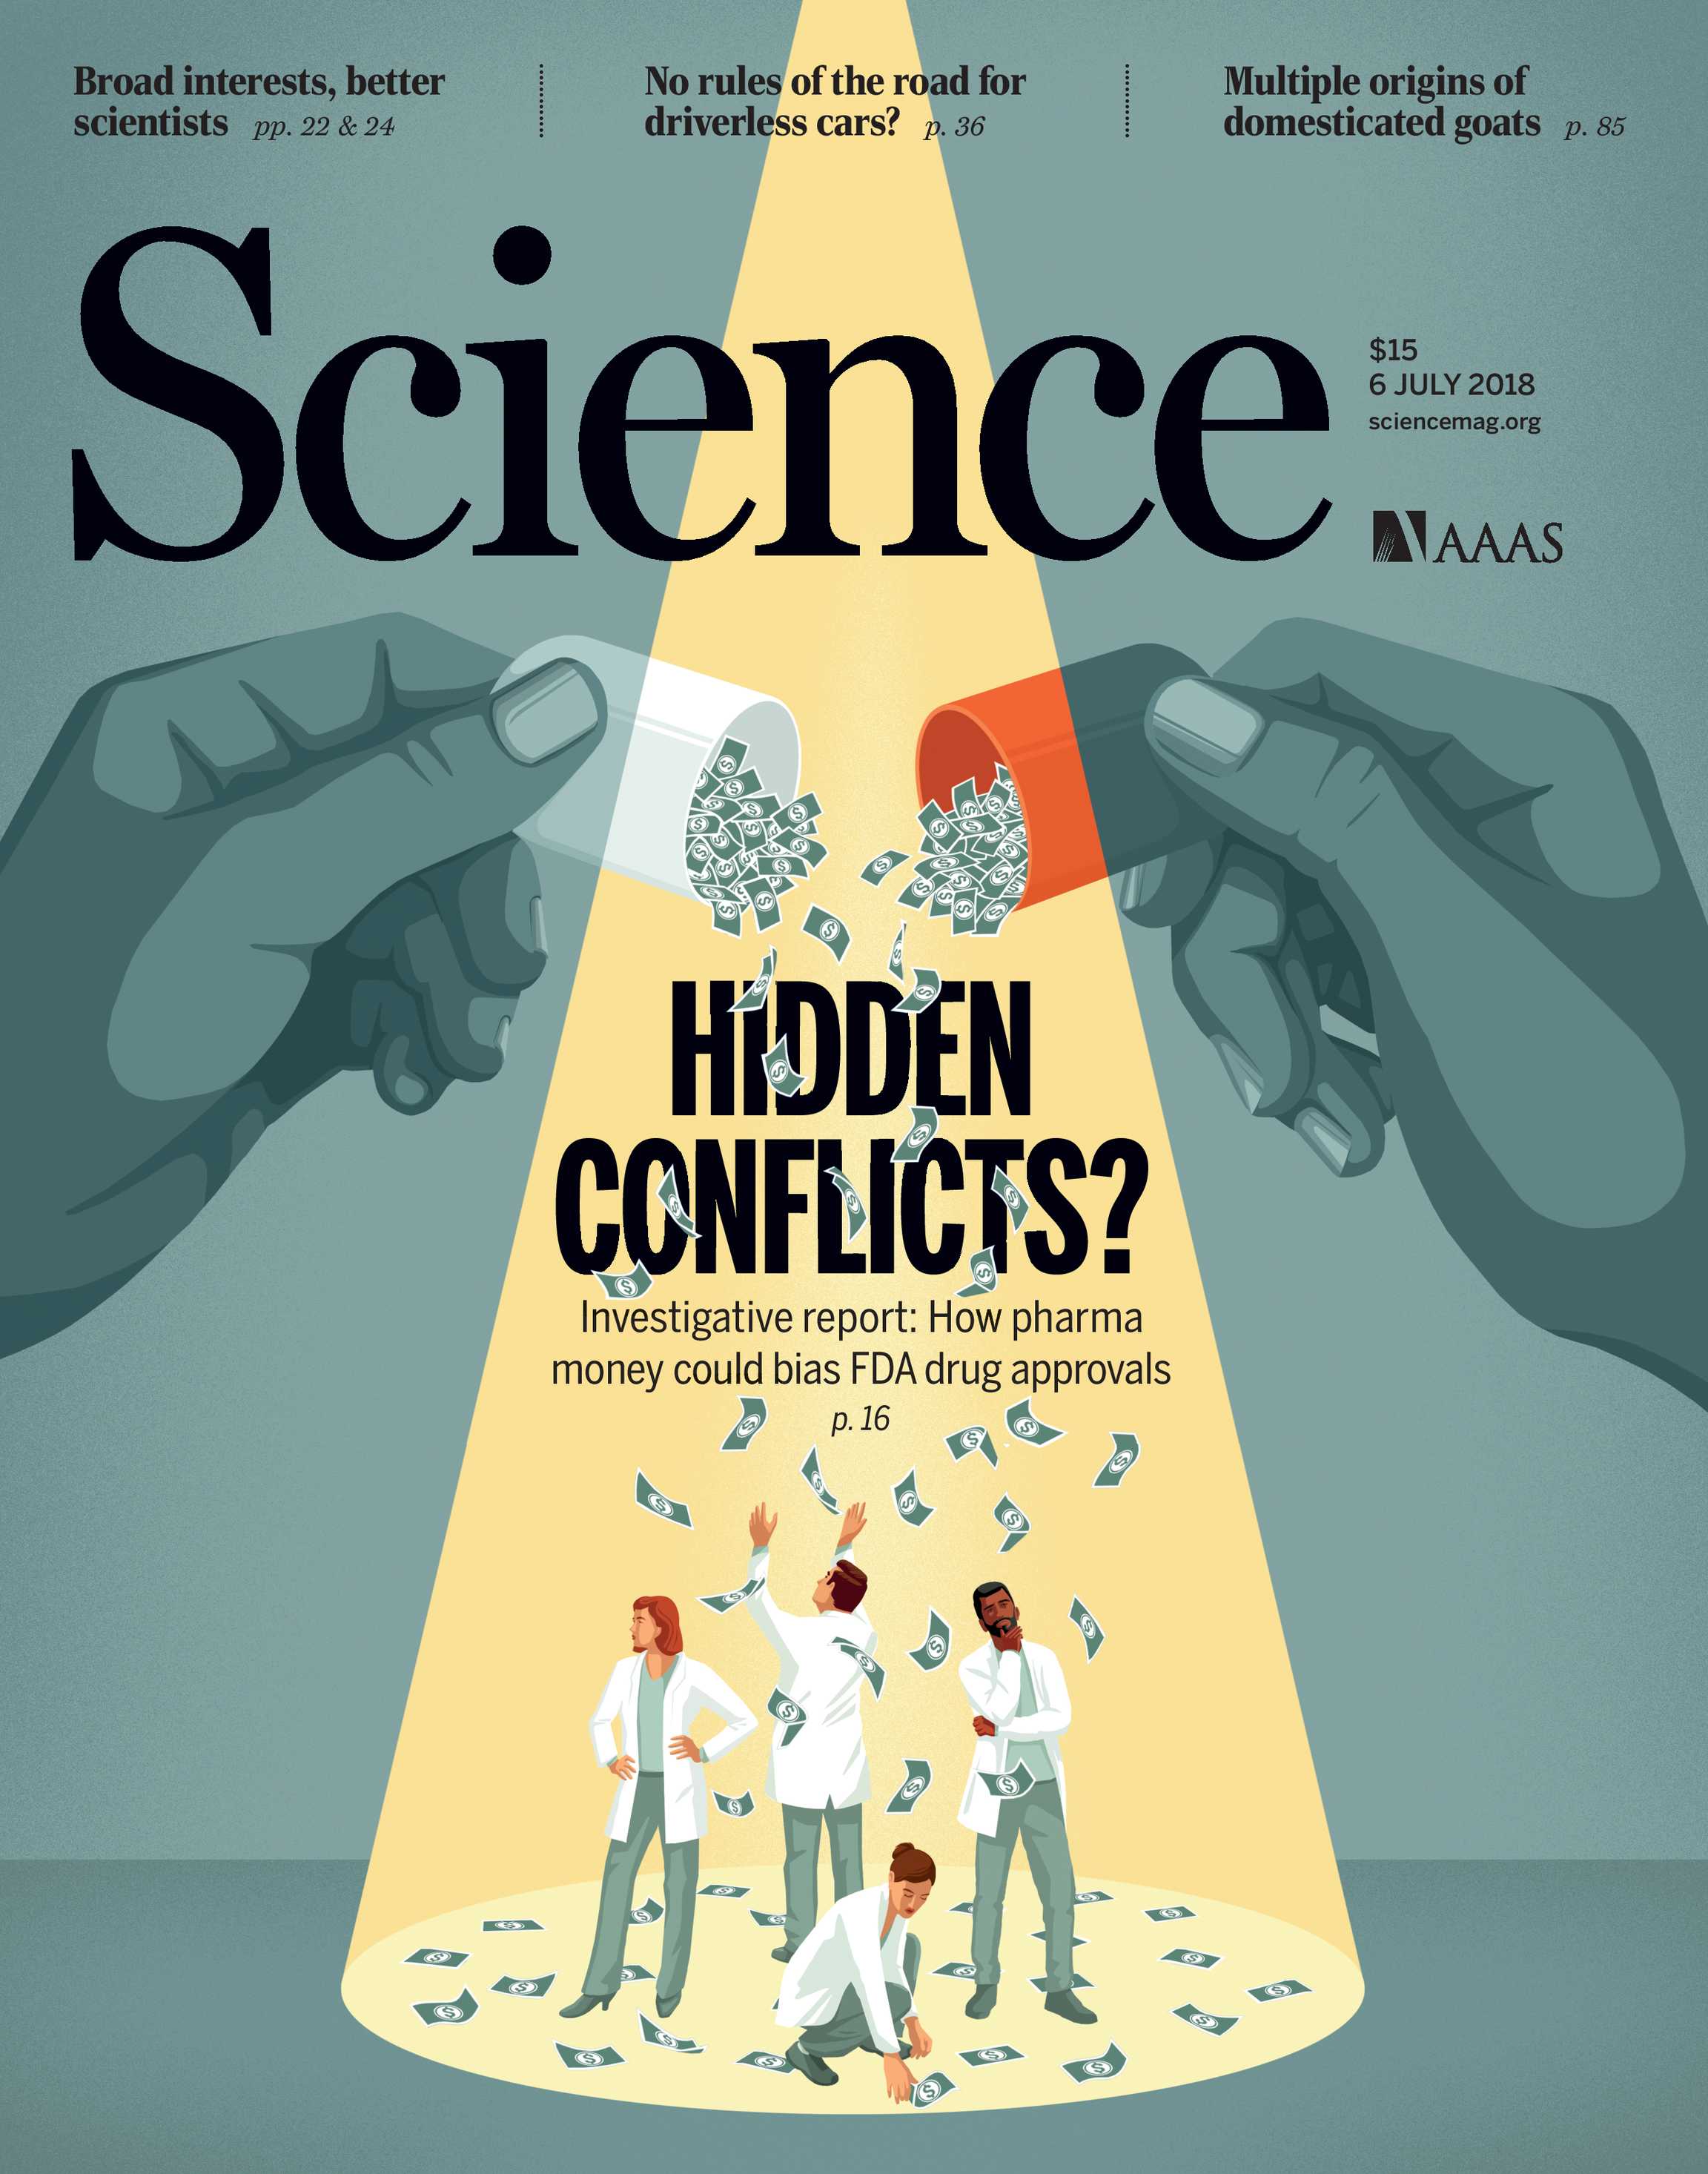 Broad interests, better
scientists pp. 22 & 24
No rules of the road for
driverless cars? p. 36
Multiple origins of
domesticated goats p. 85
Science
$15
6 JULY 2018
sciencemag.org
AAAS
HIDDEN
CONFLICTS?
Investigative report: How pharma
money could bias FDA drug approvals
p. 16